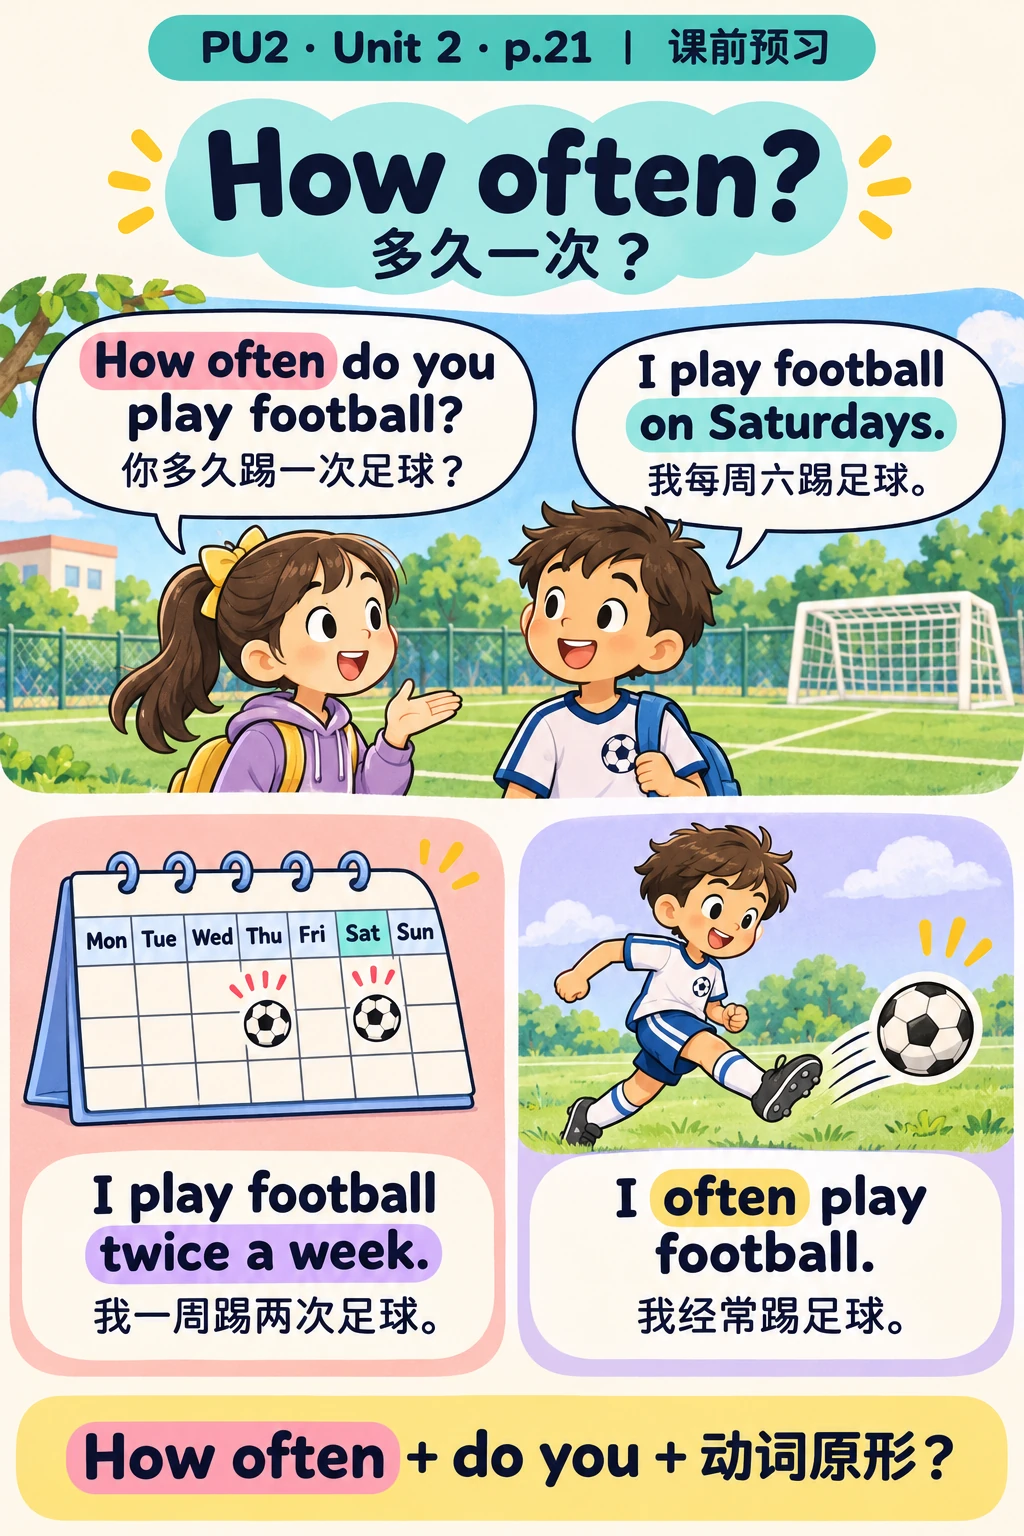 PU2 · Unit 2 · p.21 | 课前预习
How often?
多久一次？
How often do you
play football?
你多久踢一次足球？
I play football
on Saturdays.
我每周六踢足球。
Mon Tue Wed Thu Fri Sat Sun
I play football
twice a week.
我一周踢两次足球。
I often play
football.
我经常踢足球。
How often + do you + 动词原形？